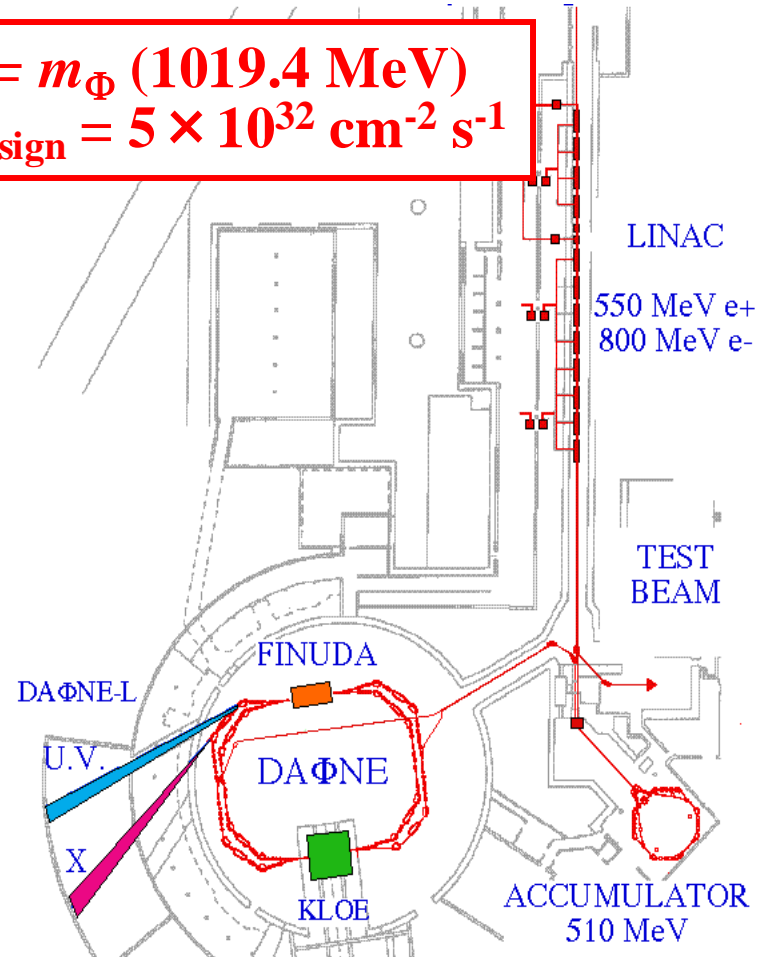 = mΦ (1019.4 MeV)
sign = 5 × 10³² cm⁻² s⁻¹
LINAC
550 MeV e+
800 MeV e-
TEST
BEAM
FINUDA
DAΦNE-L
U.V.
DAΦNE
X
KLOE
ACCUMULATOR
510 MeV